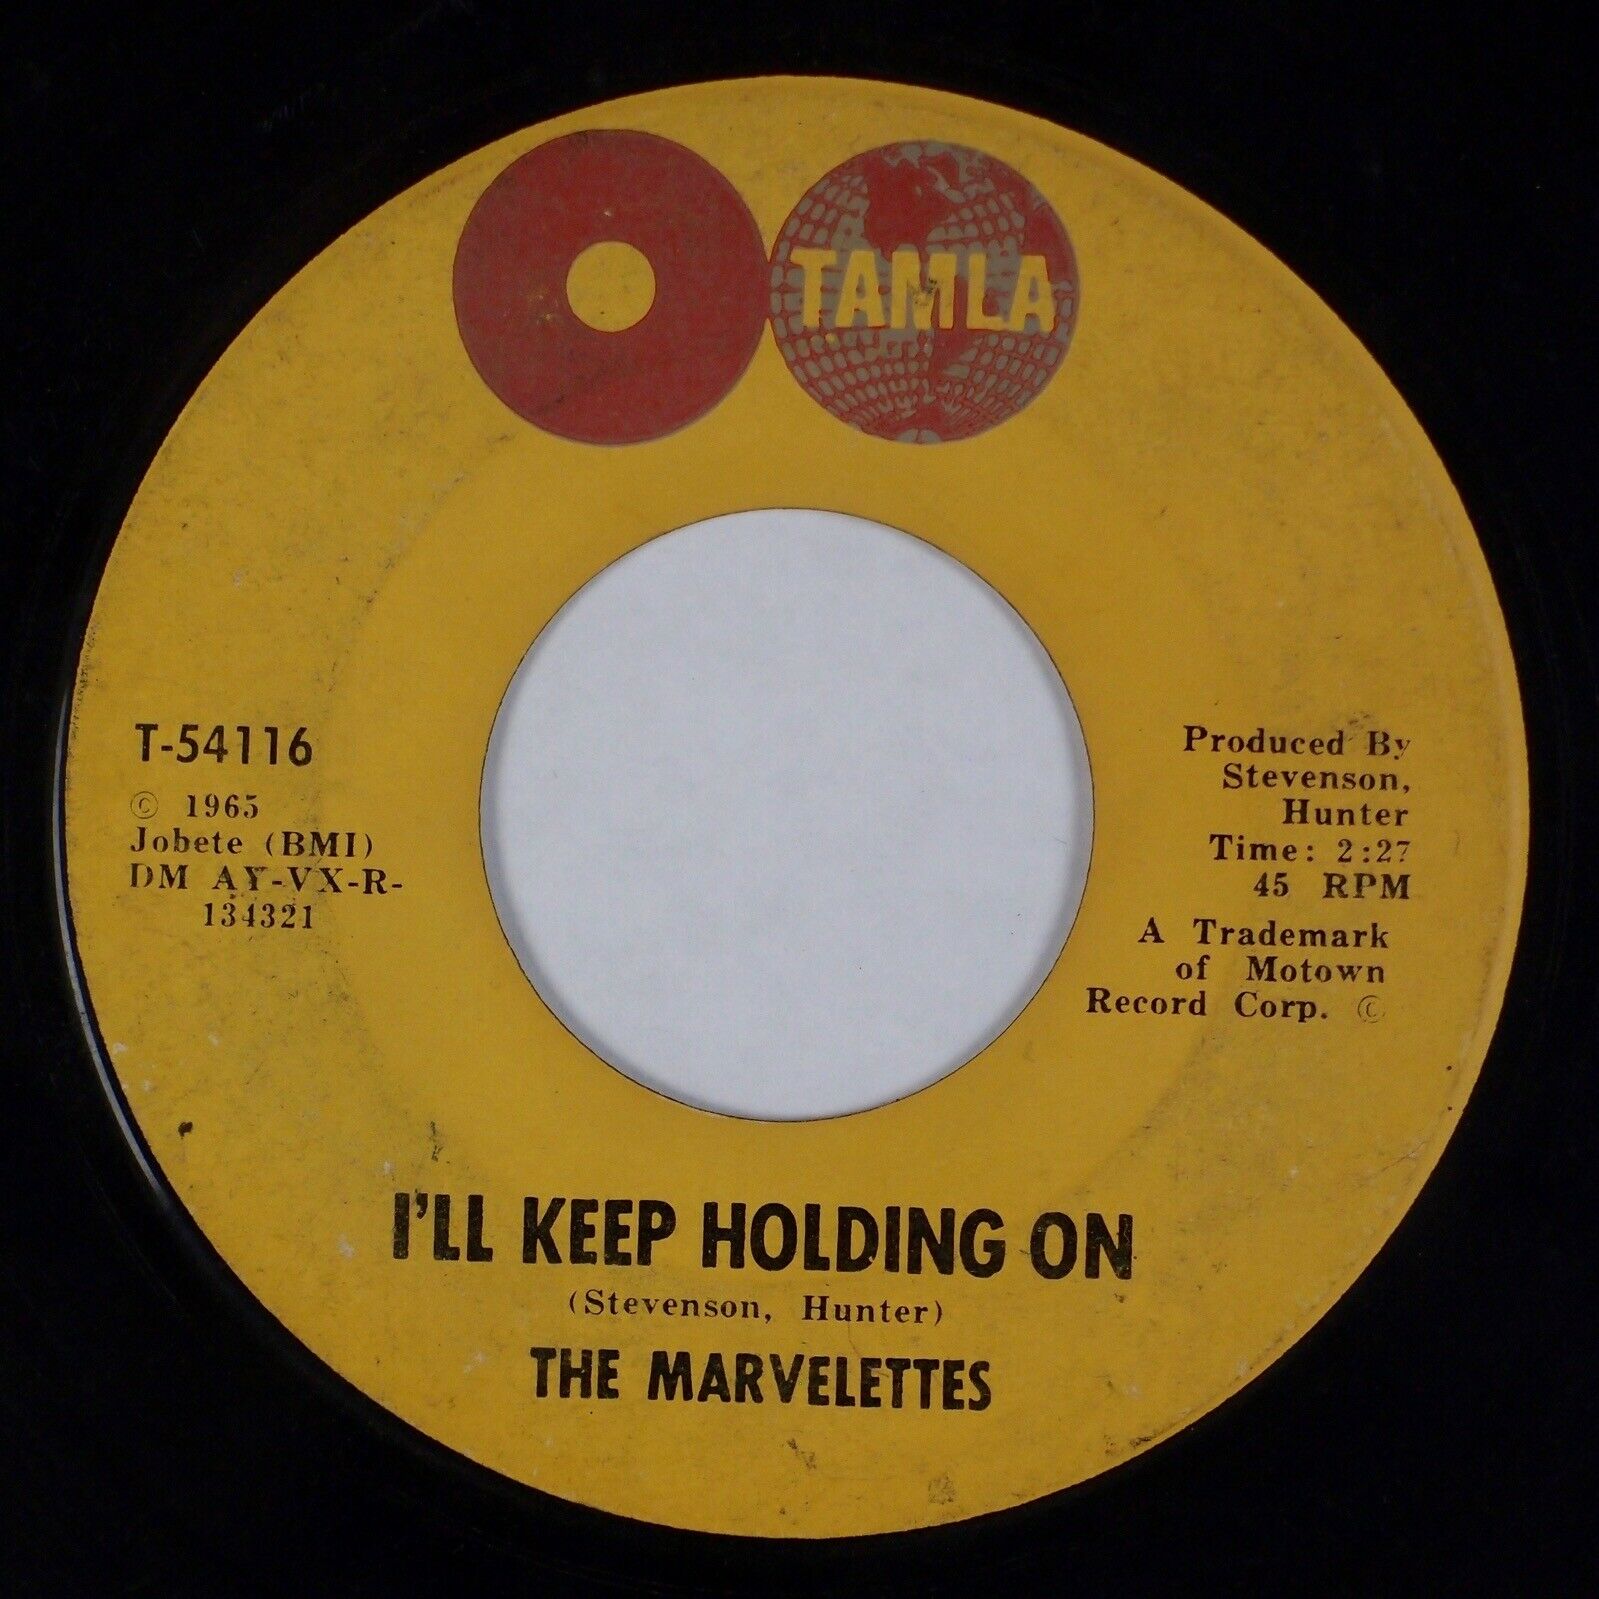 TAMLA
T-54116
© 1965
Jobete (BMI)
DM AY-VX-R-
134321
Produced By
Stevenson,
Hunter
Time: 2:27
45 RPM
A Trademark
of Motown
Record Corp. ©
I'LL KEEP HOLDING ON
(Stevenson, Hunter)
THE MARVELETTES